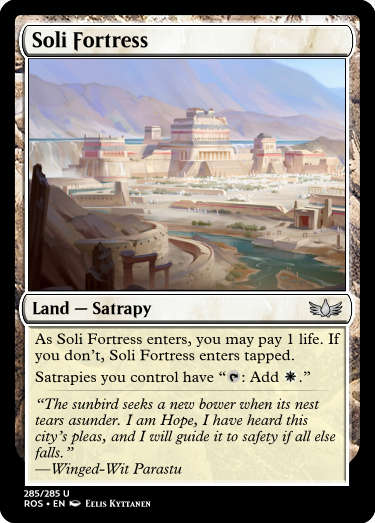 Soli Fortress
Land — Satrapy
As Soli Fortress enters, you may pay 1 life. If
you don't, Soli Fortress enters tapped.
Satrapies you control have “: Add .”
“The sunbird seeks a new bower when its nest
tears asunder. I am Hope, I have heard this
city's pleas, and I will guide it to safety if all else
falls.”
—Winged-Wit Parastu
285/285 U
ROS • EN Eelis Kyttanen